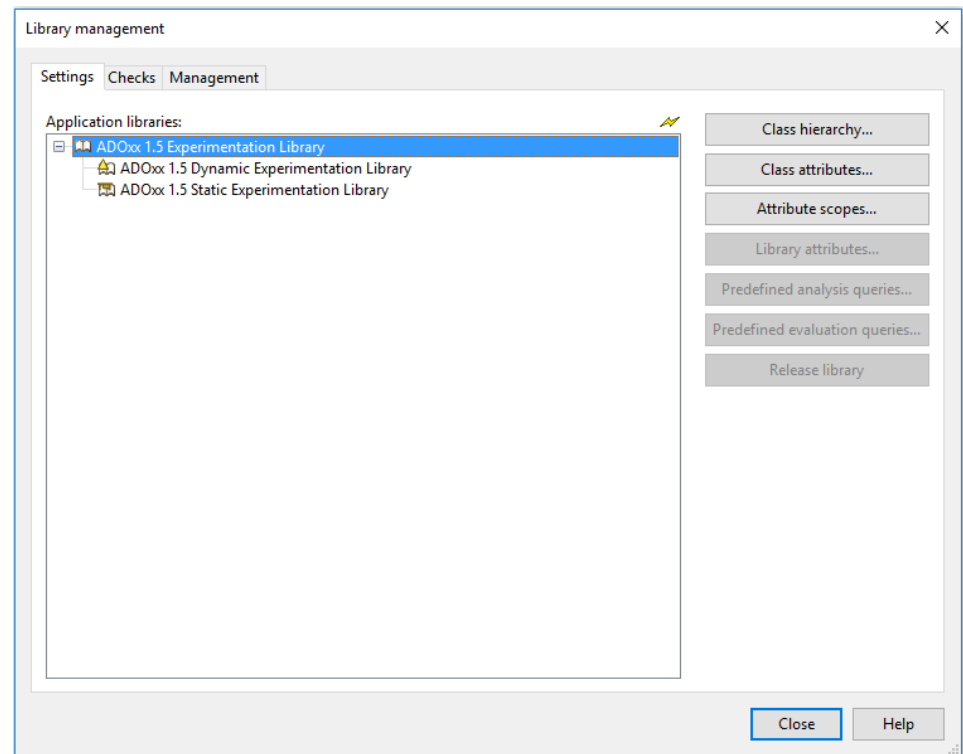 Library management
Settings Checks Management
Application libraries:
ADOxx 1.5 Experimentation Library
ADOxx 1.5 Dynamic Experimentation Library
ADOxx 1.5 Static Experimentation Library
Class hierarchy...
Class attributes...
Attribute scopes...
Library attributes...
Predefined analysis queries...
Predefined evaluation queries...
Release library
Close Help